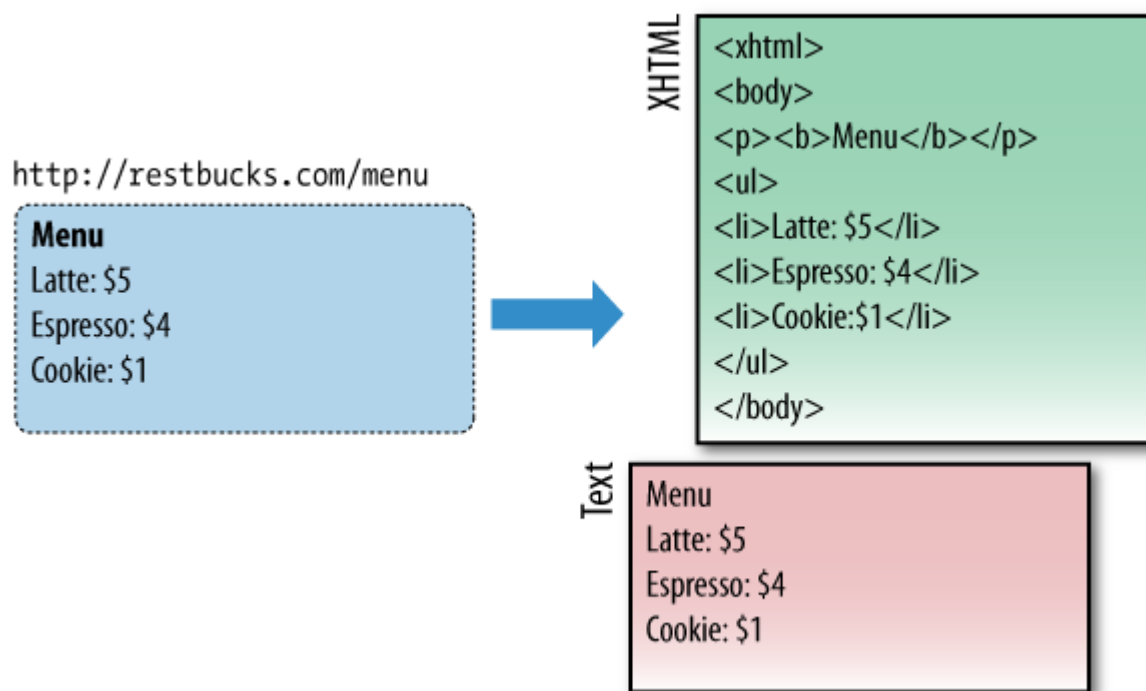 http://restbucks.com/menu
Menu
Latte: $5
Espresso: $4
Cookie: $1
XHTML
<xhtml>
<body>
<p><b>Menu</b></p>
<ul>
<li>Latte: $5</li>
<li>Espresso: $4</li>
<li>Cookie:$1</li>
</ul>
</body>
Text
Menu
Latte: $5
Espresso: $4
Cookie: $1